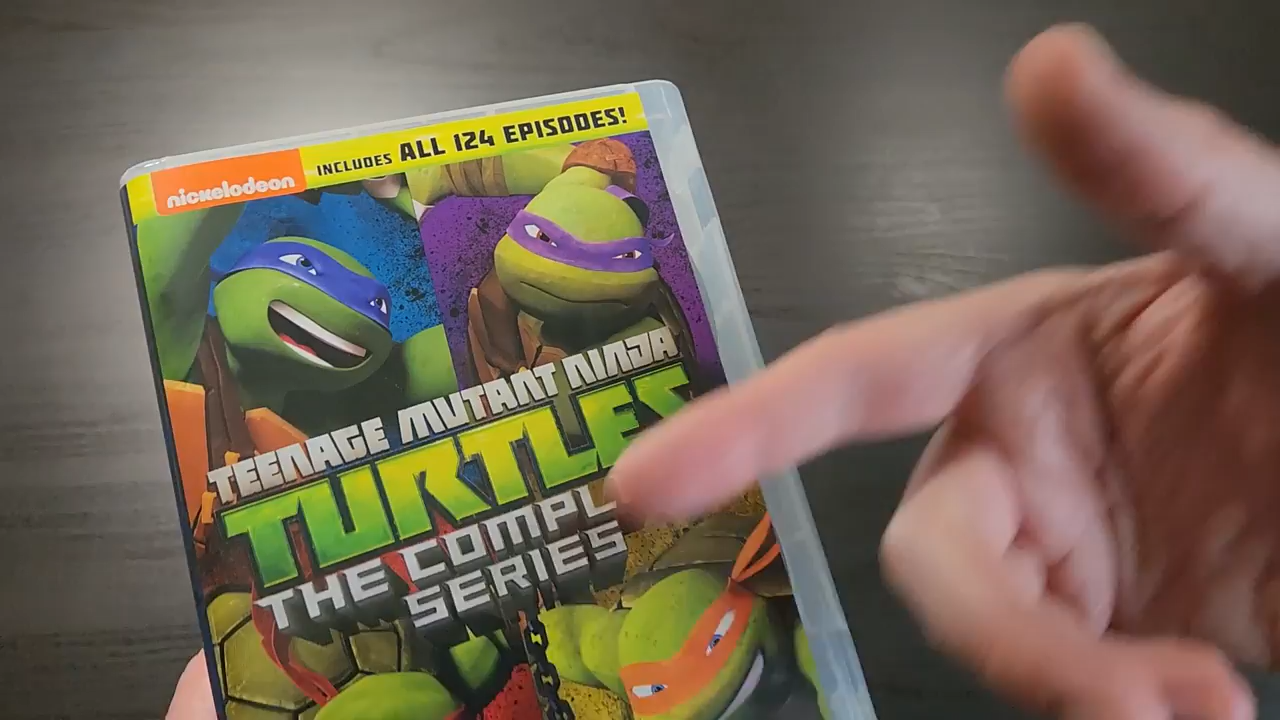 nickelodeon INCLUDES ALL 124 EPISODES!
TEENAGE MUTANT NINJA
TURTLES
THE COMPL
SERIES